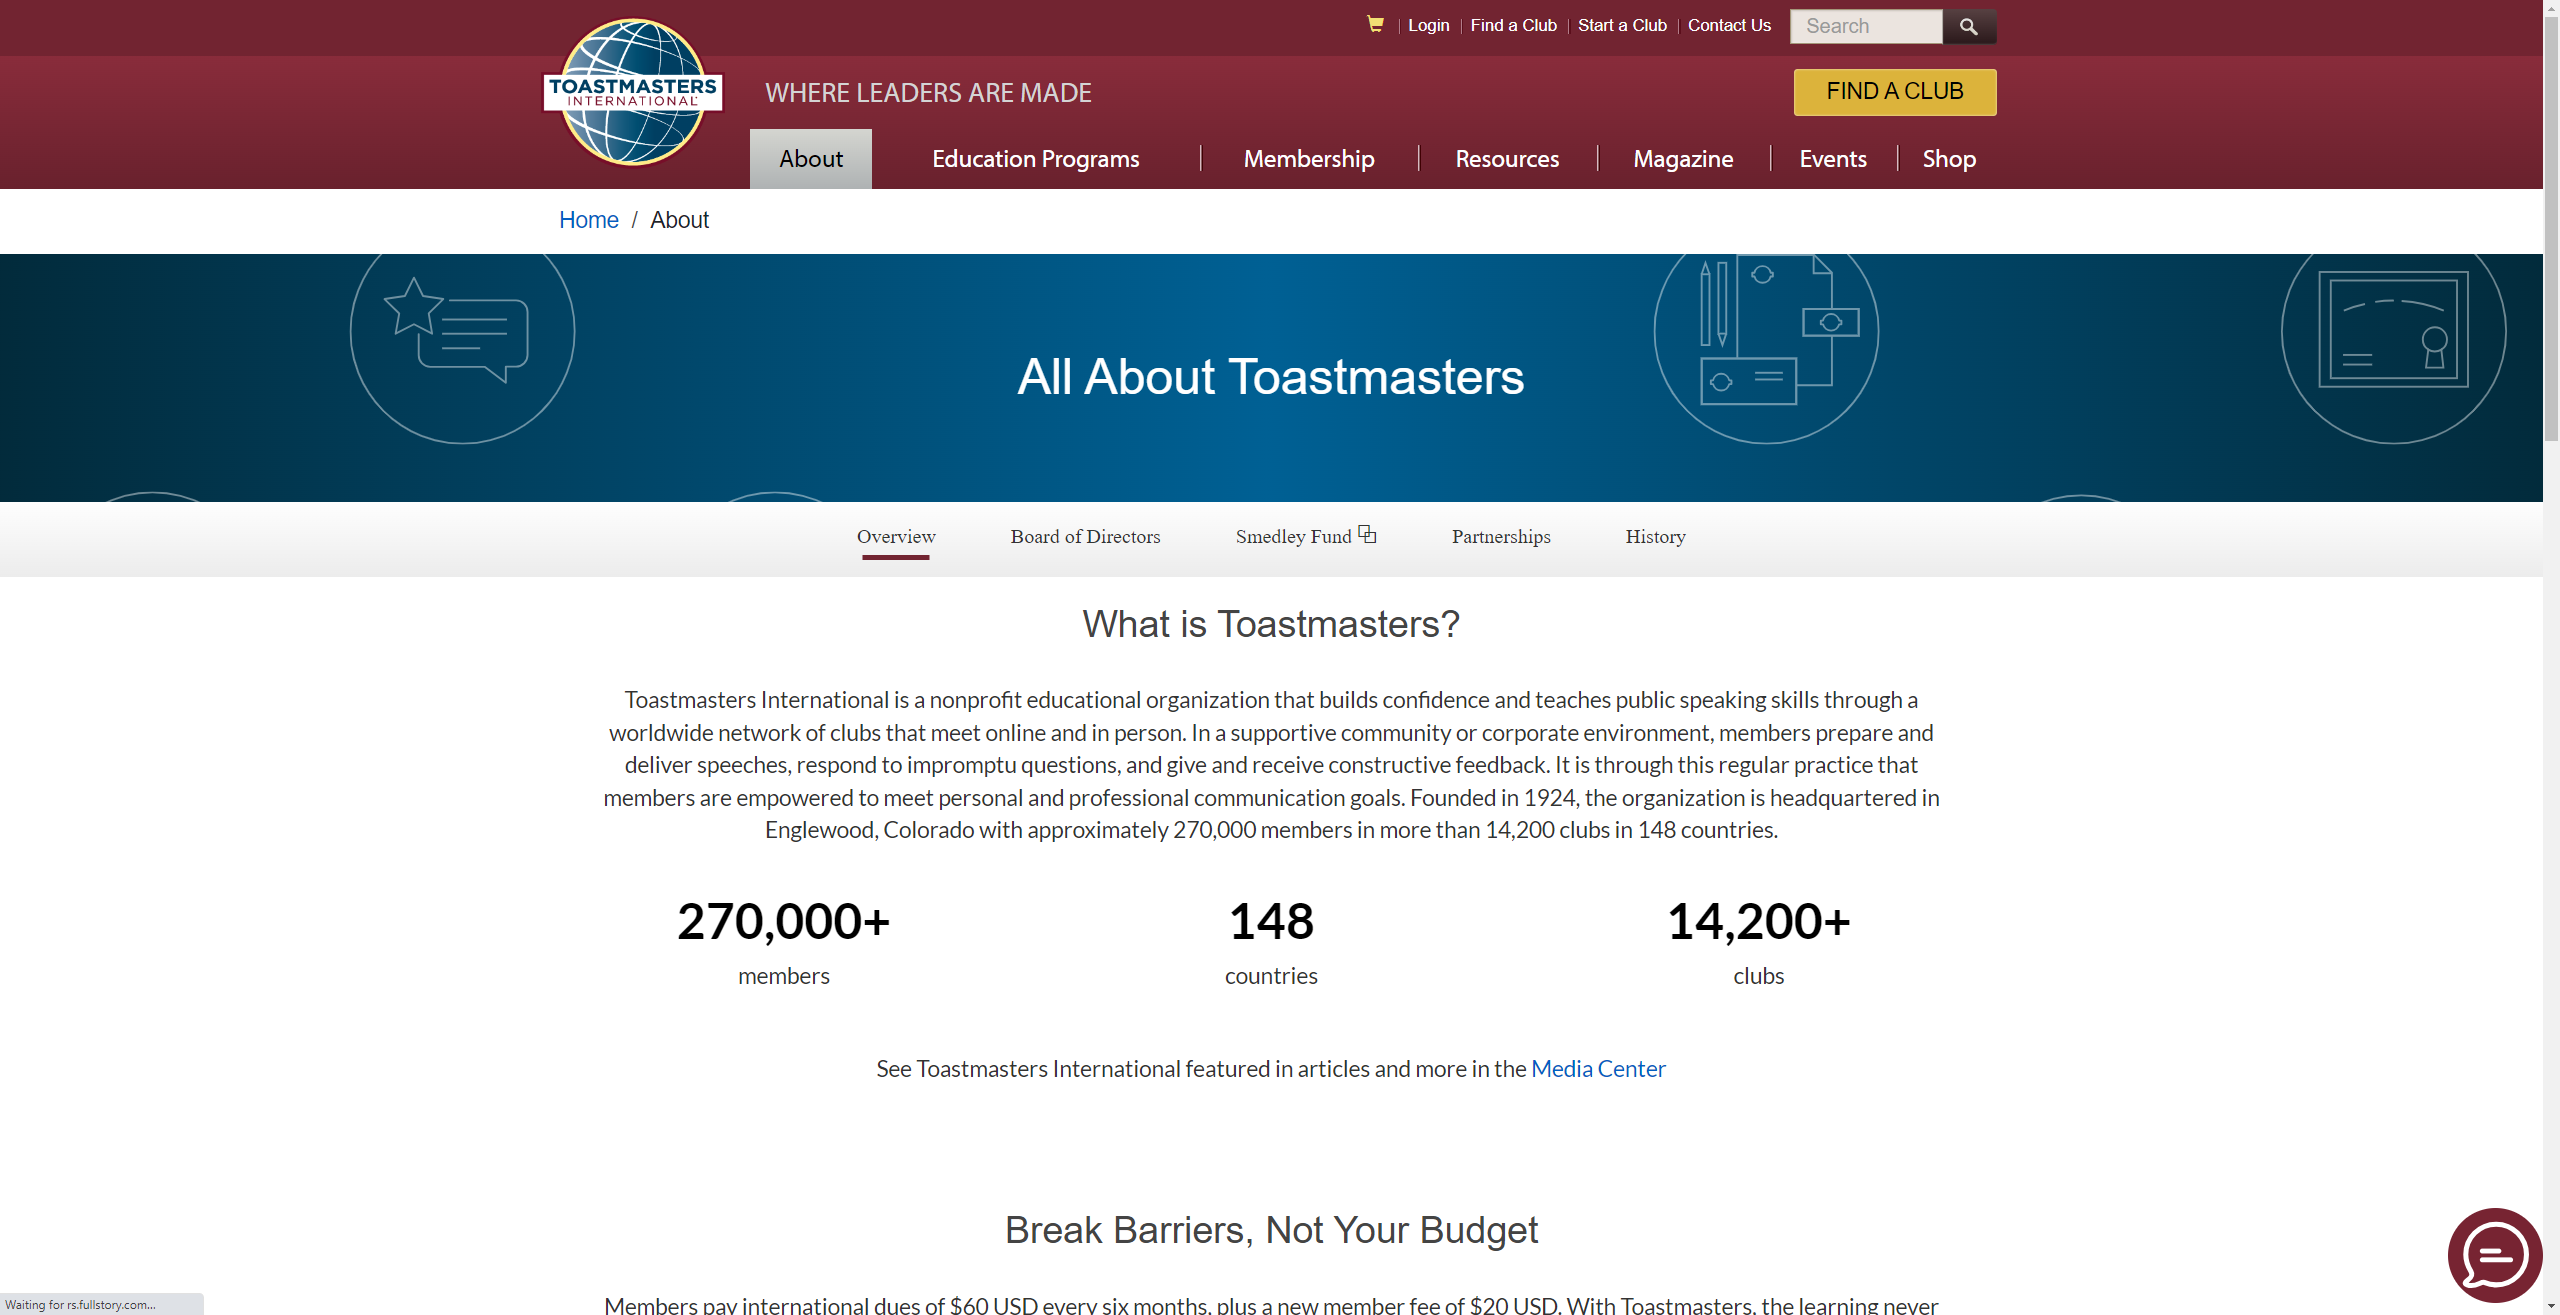 Login
Find a Club
Start a Club
Contact Us
Search
TOASTMASTERS
INTERNATIONAL
WHERE LEADERS ARE MADE
FIND A CLUB
About
Education Programs
Membership
Resources
Magazine
Events
Shop
Home / About
All About Toastmasters
Overview
Board of Directors
Smedley Fund
Partnerships
History
What is Toastmasters?
Toastmasters International is a nonprofit educational organization that builds confidence and teaches public speaking skills through a
worldwide network of clubs that meet online and in person. In a supportive community or corporate environment, members prepare and
deliver speeches, respond to impromptu questions, and give and receive constructive feedback. It is through this regular practice that
members are empowered to meet personal and professional communication goals. Founded in 1924, the organization is headquartered in
Englewood, Colorado with approximately 270,000 members in more than 14,200 clubs in 148 countries.
270,000+
members
148
countries
14,200+
clubs
See Toastmasters International featured in articles and more in the Media Center
Break Barriers, Not Your Budget
Members pay international dues of $60 USD every six months, plus a new member fee of $20 USD. With Toastmasters, the learning never
Waiting for rs.fullstory.com...